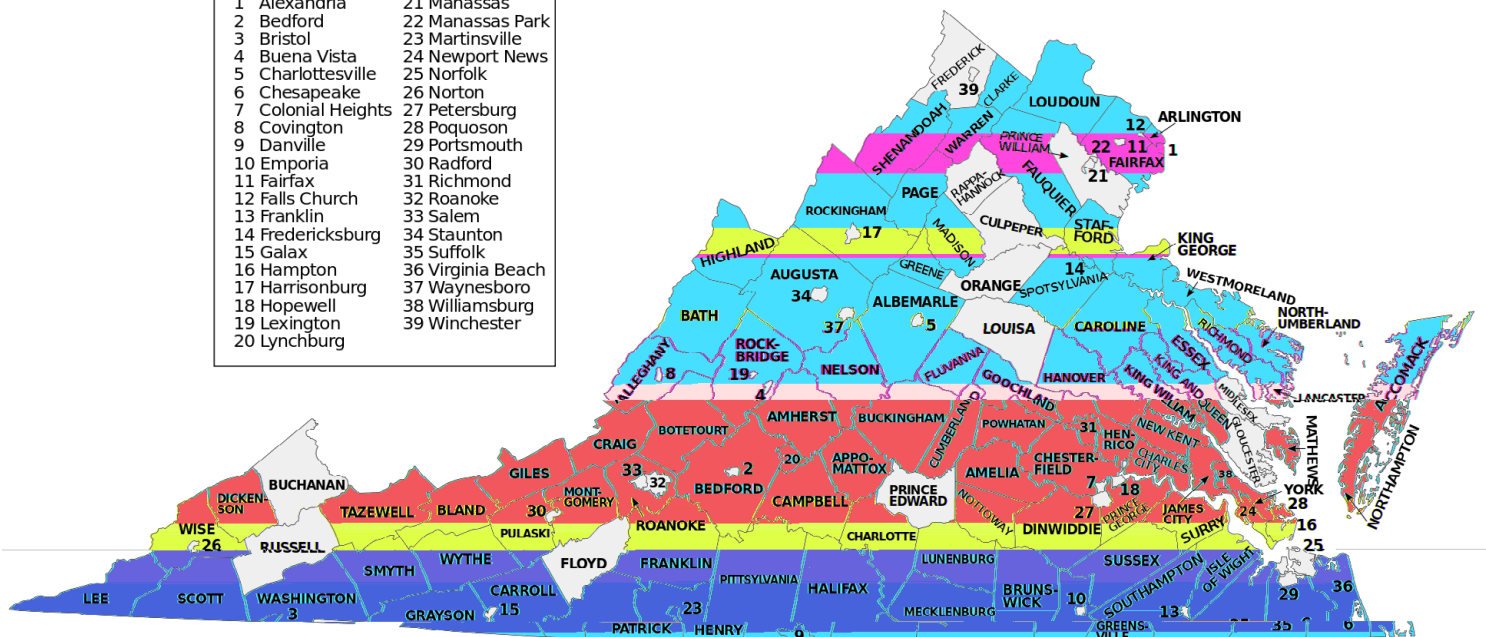 1 Alexandria
2 Bedford
3 Bristol
4 Buena Vista
5 Charlottesville
6 Chesapeake
7 Colonial Heights
8 Covington
9 Danville
10 Emporia
11 Fairfax
12 Falls Church
13 Franklin
14 Fredericksburg
15 Galax
16 Hampton
17 Harrisonburg
18 Hopewell
19 Lexington
20 Lynchburg
21 Manassas
22 Manassas Park
23 Martinsville
24 Newport News
25 Norfolk
26 Norton
27 Petersburg
28 Poquoson
29 Portsmouth
30 Radford
31 Richmond
32 Roanoke
33 Salem
34 Staunton
35 Suffolk
36 Virginia Beach
37 Waynesboro
38 Williamsburg
39 Winchester
FREDERICK
39
CLARKE
LOUDOUN
SHENANDOAH
WARREN
12
ARLINGTON
PRINCE
WILLIAM
22
11
1
FAIRFAX
21
FAUQUIER
RAPPA-
HANNOCK
PAGE
ROCKINGHAM
17
CULPEPER
STAF-
FORD
HIGHLAND
MADISON
KING
GEORGE
AUGUSTA
34
GREENE
14
SPOTSYLVANIA
ORANGE
WESTMORELAND
ALBEMARLE
BATH
37
5
LOUISA
CAROLINE
RICHMOND
NORTH-
UMBERLAND
ALLEGHANY
8
ROCK-
BRIDGE
19
4
NELSON
FLUVANNA
GOOCHLAND
HANOVER
ESSEX
KING AND
QUEEN
KING WILLIAM
MIDDLESEX
LANCASTER
ACCOMACK
AMHERST
BUCKINGHAM
CUMBERLAND
POWHATAN
31
HEN-
RICO
NEW KENT
GLOUCESTER
MATHEWS
NORTHAMPTON
BOTETOURT
CRAIG
20
APPO-
MATTOX
AMELIA
CHESTER-
FIELD
CHARLES
CITY
38
GILES
33
32
2
BEDFORD
7
18
BUCHANAN
DICKEN-
SON
TAZEWELL
BLAND
MONT-
GOMERY
30
CAMPBELL
PRINCE
EDWARD
NOTTOWAY
27
PRINCE
GEORGE
JAMES
CITY
24
YORK
28
16
25
WISE
26
RUSSELL
PULASKI
ROANOKE
CHARLOTTE
DINWIDDIE
SURRY
SMYTH
WYTHE
FLOYD
FRANKLIN
PITTSYLVANIA
HALIFAX
LUNENBURG
SUSSEX
ISLE
OF WIGHT
LEE
SCOTT
WASHINGTON
3
GRAYSON
CARROLL
15
23
MECKLENBURG
BRUNS-
WICK
10
SOUTHAMPTON
13
29
36
PATRICK
HENRY
9
GREENS-
VILLE
35
6